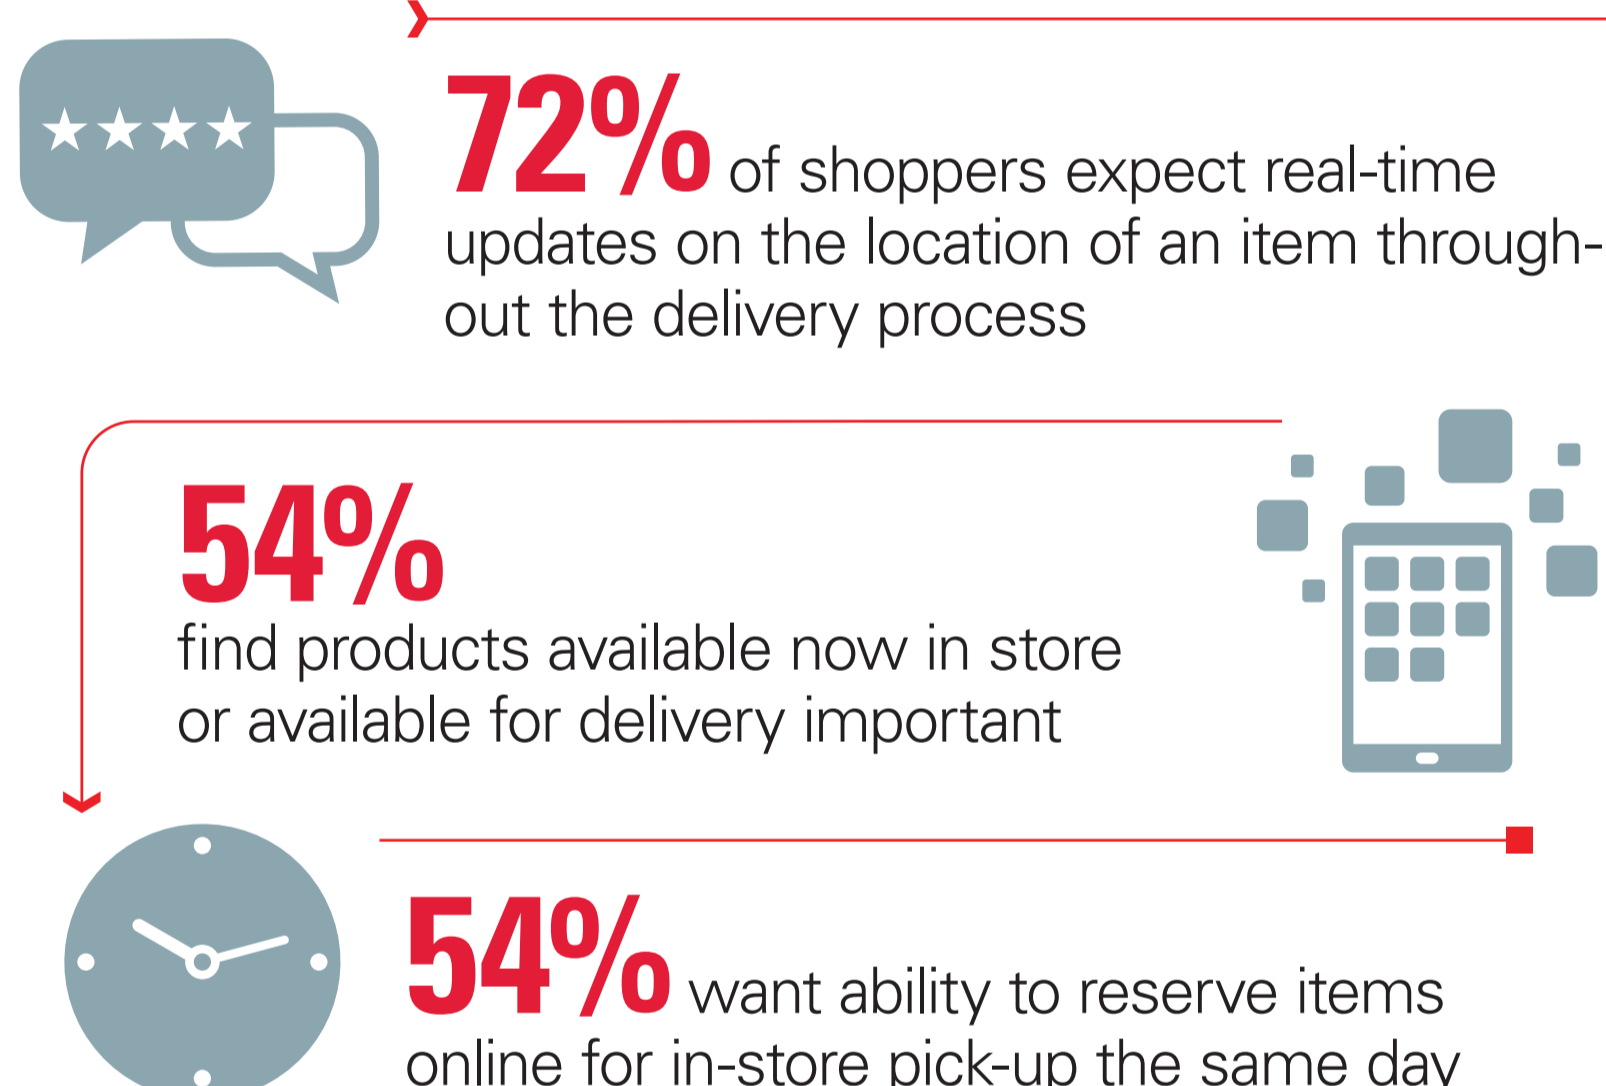 72% of shoppers expect real-time
updates on the location of an item through-
out the delivery process
54%
find products available now in store
or available for delivery important
54% want ability to reserve items
online for in-store pick-up the same day